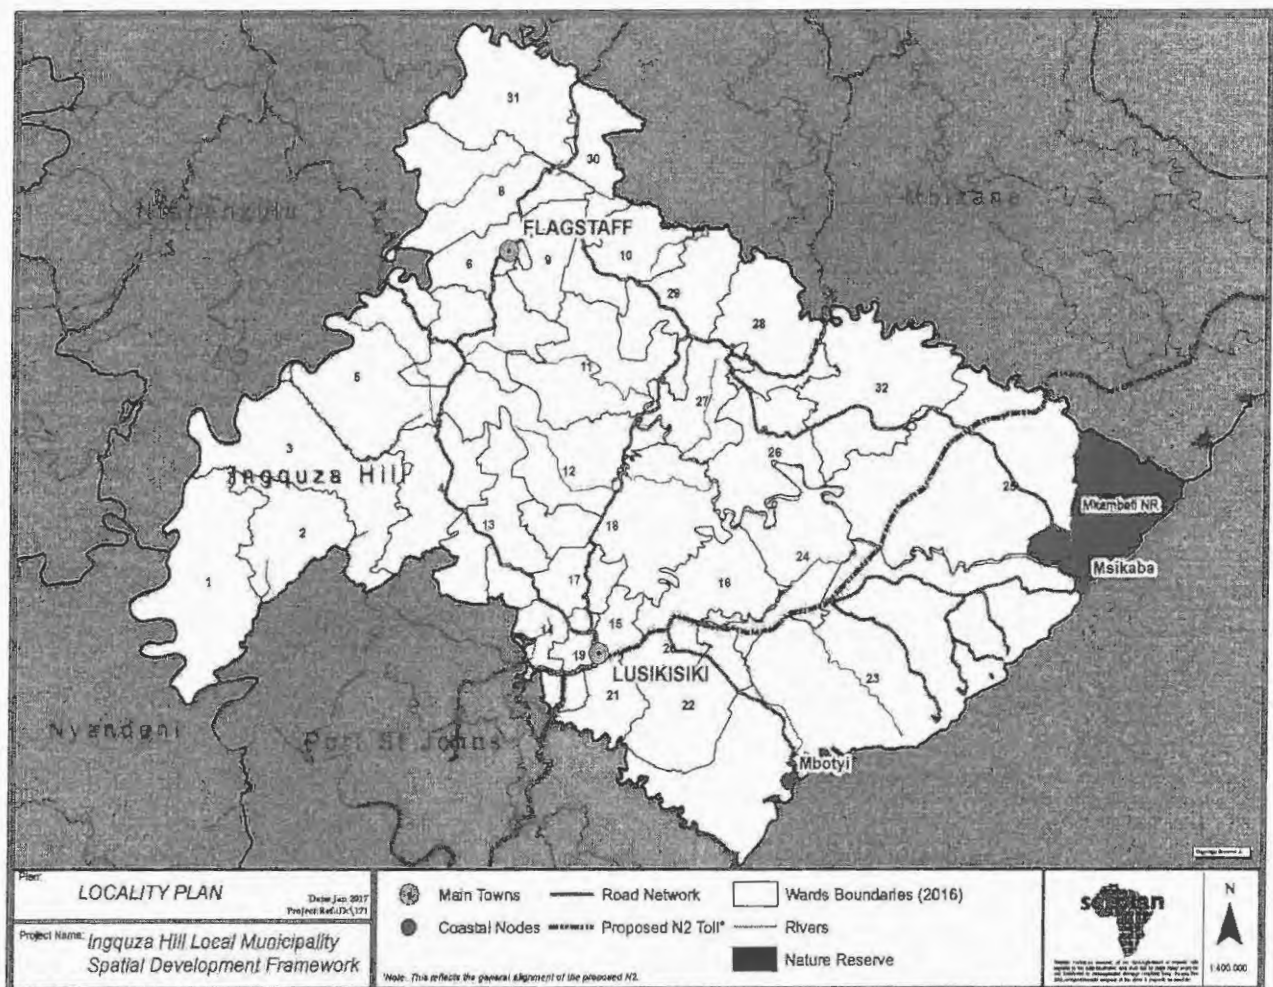 31
30
8
Mbizana
FLAGSTAFF
6
9
10
29
28
5
11
32
27
3
Ingquza Hill
26
12
4
25
2
13
18
Mkambati NR
24
1
17
16
Msikaba
15
19
20
LUSIKISIKI
21
22
23
Nyandeni
Port St Johns
Mbotyi
Plan:
LOCALITY PLAN
Date: Jan 2017
Project Name: Ingquza Hill Local Municipality
Spatial Development Framework
Main Towns
Road Network
Wards Boundaries (2016)
Coastal Nodes
Proposed N2 Toll*
Rivers
Nature Reserve
*Note: This reflects the general alignment of the proposed N2.
N
1:400 000